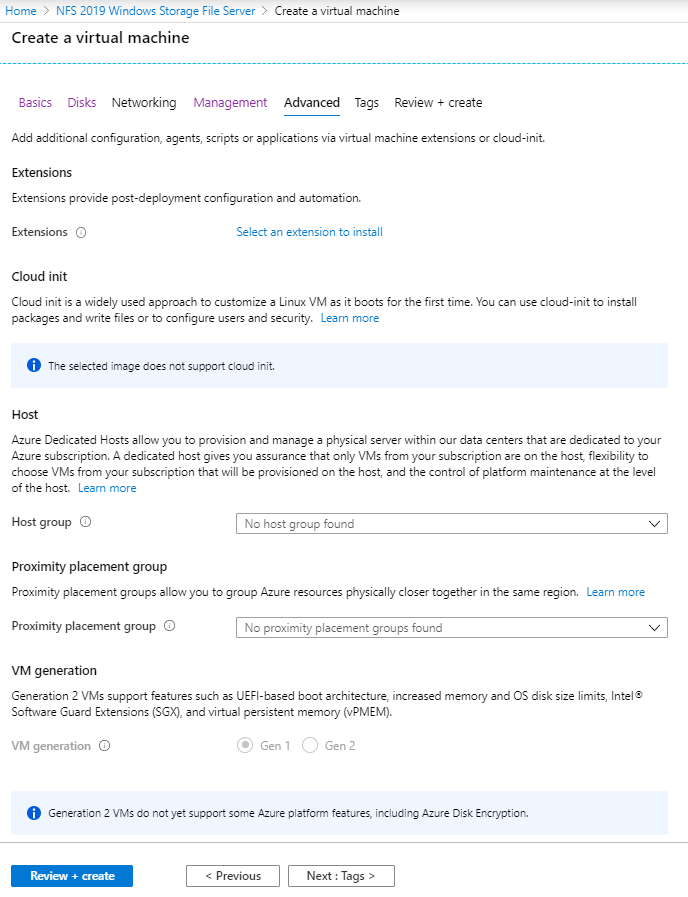 Home > NFS 2019 Windows Storage File Server > Create a virtual machine
Create a virtual machine
Basics Disks Networking Management Advanced Tags Review + create
Add additional configuration, agents, scripts or applications via virtual machine extensions or cloud-init.
Extensions
Extensions provide post-deployment configuration and automation.
Extensions Select an extension to install
Cloud init
Cloud init is a widely used approach to customize a Linux VM as it boots for the first time. You can use cloud-init to install
packages and write files or to configure users and security. Learn more
The selected image does not support cloud init.
Host
Azure Dedicated Hosts allow you to provision and manage a physical server within our data centers that are dedicated to your
Azure subscription. A dedicated host gives you assurance that only VMs from your subscription are on the host, flexibility to
choose VMs from your subscription that will be provisioned on the host, and the control of platform maintenance at the level
of the host. Learn more
Host group No host group found
Proximity placement group
Proximity placement groups allow you to group Azure resources physically closer together in the same region. Learn more
Proximity placement group No proximity placement groups found
VM generation
Generation 2 VMs support features such as UEFI-based boot architecture, increased memory and OS disk size limits, Intel®
Software Guard Extensions (SGX), and virtual persistent memory (vPMEM).
VM generation Gen 1 Gen 2
Generation 2 VMs do not yet support some Azure platform features, including Azure Disk Encryption.
Review + create < Previous Next : Tags >